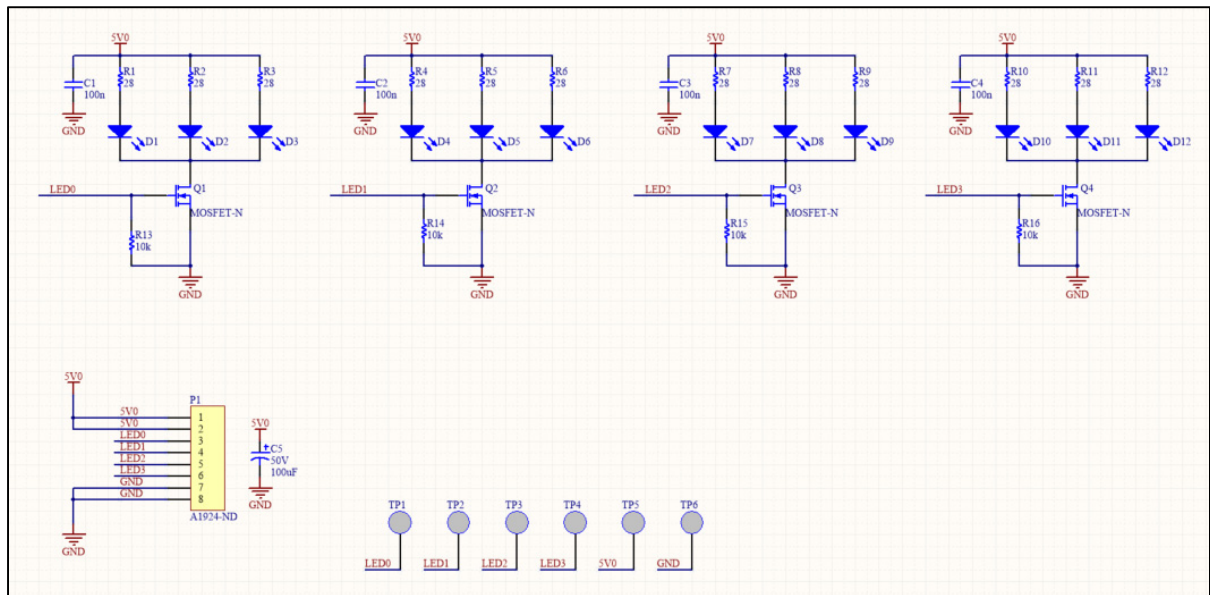 5V0
C1
100n
GND
R1
28
R2
28
R3
28
D1
D2
D3
LED0
Q1
MOSFET-N
R13
10k
GND
5V0
C2
100n
GND
R4
28
R5
28
R6
28
D4
D5
D6
LED1
Q2
MOSFET-N
R14
10k
GND
5V0
C3
100n
GND
R7
28
R8
28
R9
28
D7
D8
D9
LED2
Q3
MOSFET-N
R15
10k
GND
5V0
C4
100n
GND
R10
28
R11
28
R12
28
D10
D11
D12
LED3
Q4
MOSFET-N
R16
10k
GND
5V0
P1
5V0 1
5V0 2
LED0 3
LED1 4
LED2 5
LED3 6
GND 7
GND 8
A1924-ND
GND
5V0
C5
50V
100uF
GND
TP1 TP2 TP3 TP4 TP5 TP6
LED0 LED1 LED2 LED3 5V0 GND